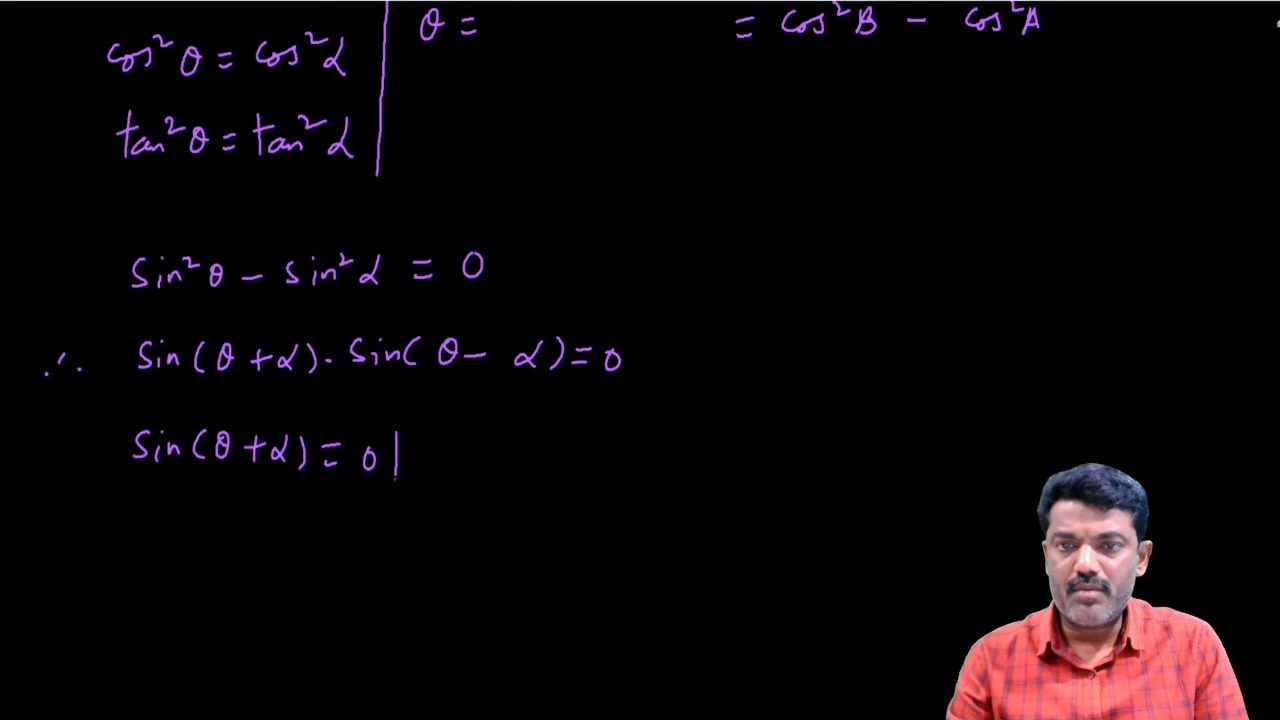 cos²θ = cos²α
tan²θ = tan²α
θ =
= cos²B - cos²A
sin²θ - sin²α = 0
∴ sin(θ+α)·sin(θ-α)=0
sin(θ+α)=0|